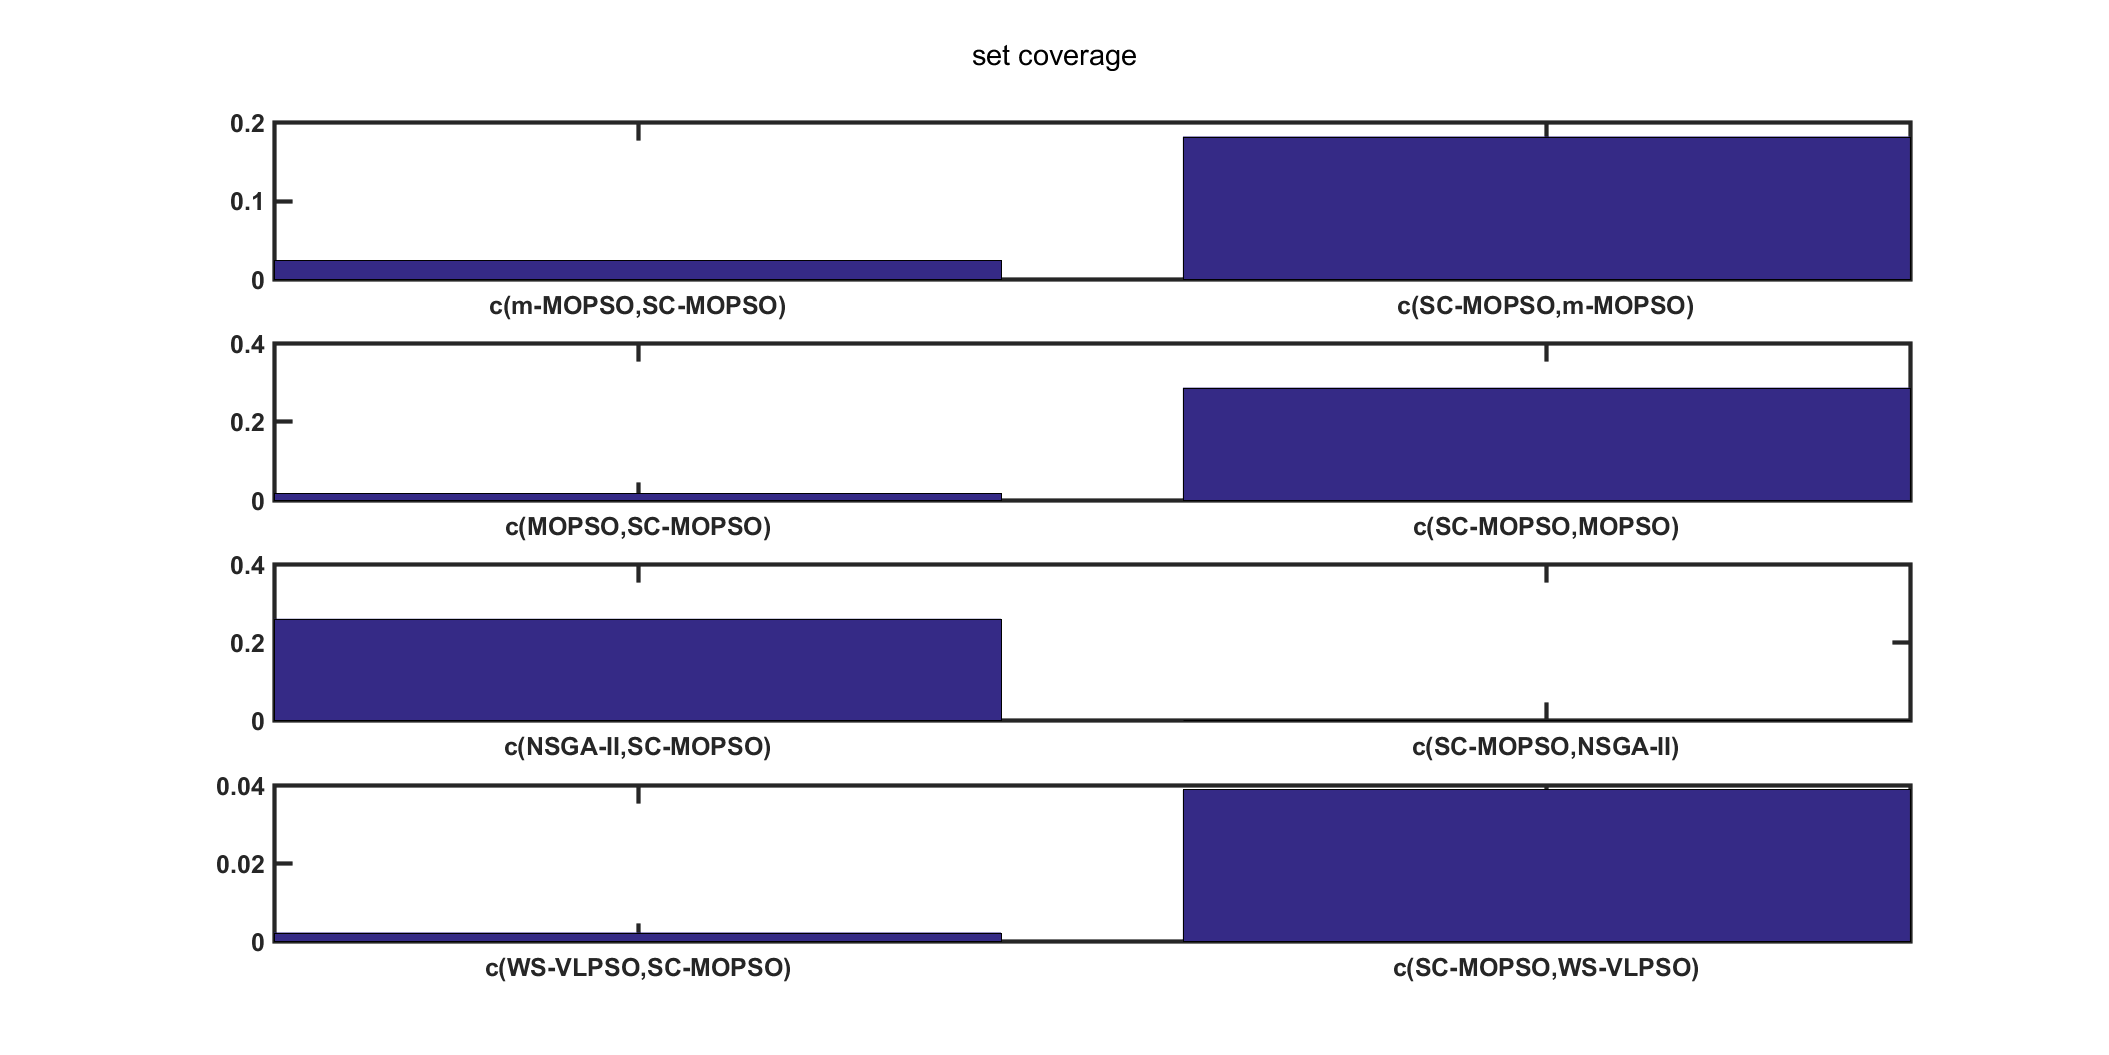 set coverage
0.2
0.1
0
c(m-MOPSO,SC-MOPSO) c(SC-MOPSO,m-MOPSO)
0.4
0.2
0
c(MOPSO,SC-MOPSO) c(SC-MOPSO,MOPSO)
0.4
0.2
0
c(NSGA-II,SC-MOPSO) c(SC-MOPSO,NSGA-II)
0.04
0.02
0
c(WS-VLPSO,SC-MOPSO) c(SC-MOPSO,WS-VLPSO)